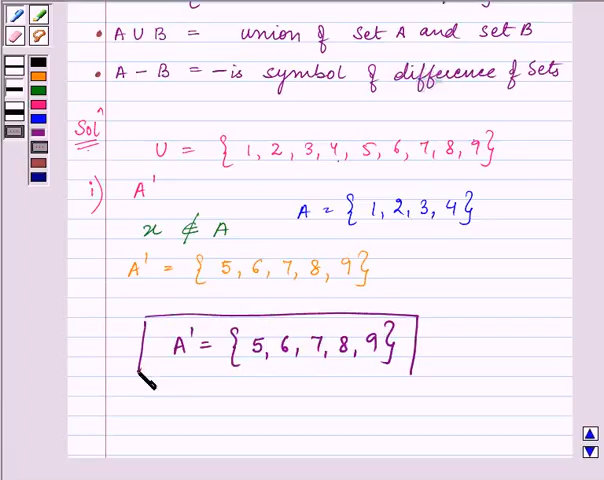 • A ∪ B = union of set A and set B
• A − B = − is symbol of difference of sets
Solⁿ
U = { 1, 2, 3, 4, 5, 6, 7, 8, 9 }
i) A'
A = { 1, 2, 3, 4 }
x ∉ A
A' = { 5, 6, 7, 8, 9 }
A' = { 5, 6, 7, 8, 9 }